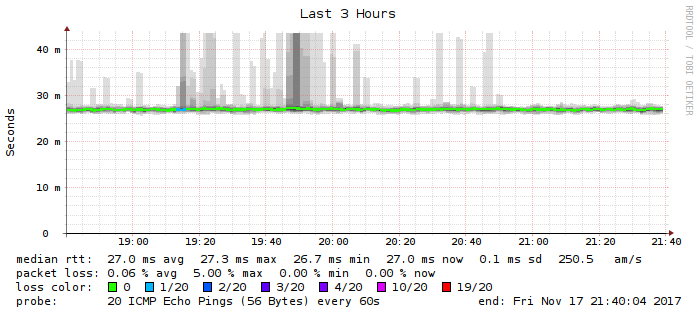 Last 3 Hours
RRDTOOL / TOBI OETIKER
Seconds
40 m
30 m
20 m
10 m
0
19:00 19:20 19:40 20:00 20:20 20:40 21:00 21:20 21:40
median rtt: 27.0 ms avg 27.3 ms max 26.7 ms min 27.0 ms now 0.1 ms sd 250.5 am/s
packet loss: 0.06 % avg 5.00 % max 0.00 % min 0.00 % now
loss color: 0 1/20 2/20 3/20 4/20 10/20 19/20
probe: 20 ICMP Echo Pings (56 Bytes) every 60s end: Fri Nov 17 21:40:04 2017